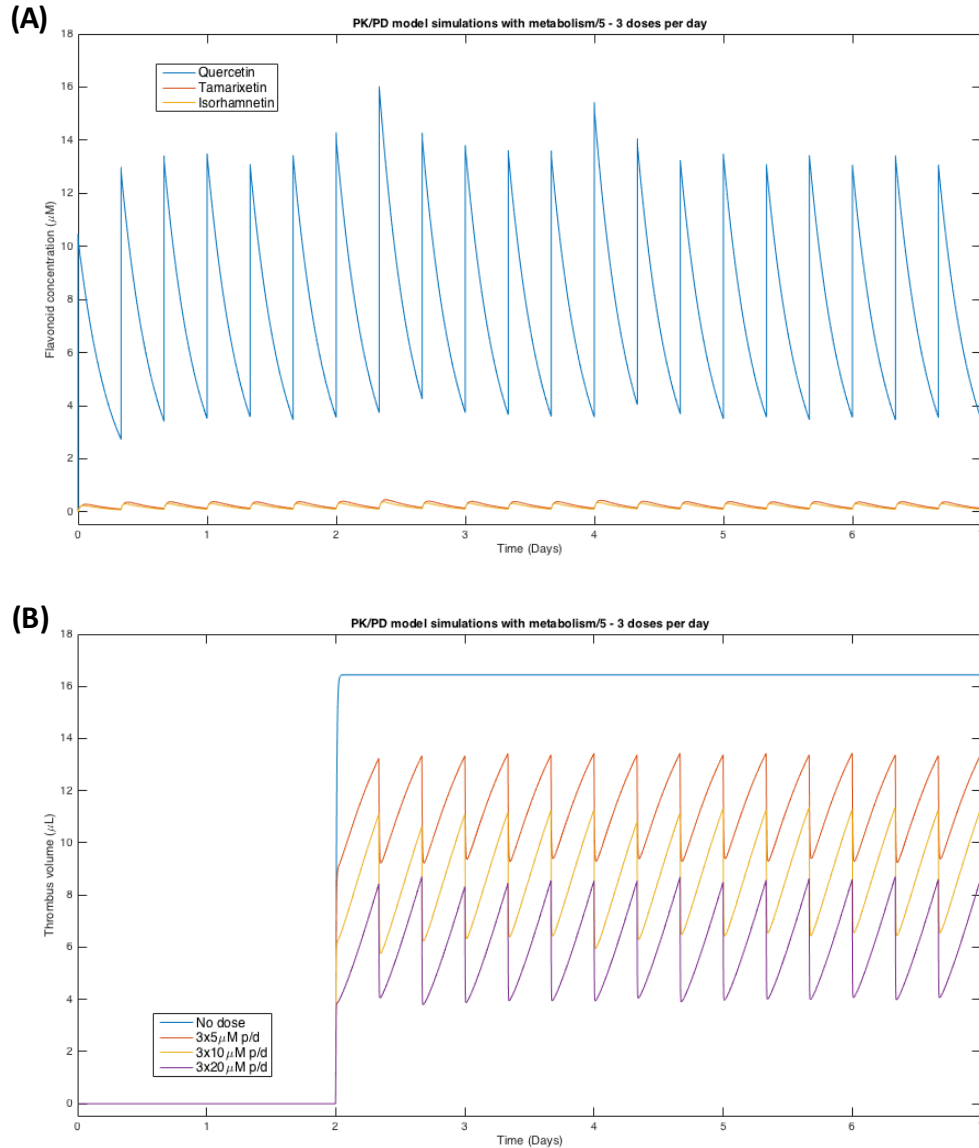 (A)
PK/PD model simulations with metabolism/5 - 3 doses per day
18
16
14
12
10
8
6
4
2
0
Flavonoid concentration (μM)
Quercetin
Tamarixetin
Isorhamnetin
0 1 2 3 4 5 6
Time (Days)
(B)
PK/PD model simulations with metabolism/5 - 3 doses per day
18
16
14
12
10
8
6
4
2
0
Thrombus volume (μL)
No dose
3x5μM p/d
3x10μM p/d
3x20μM p/d
0 1 2 3 4 5 6
Time (Days)